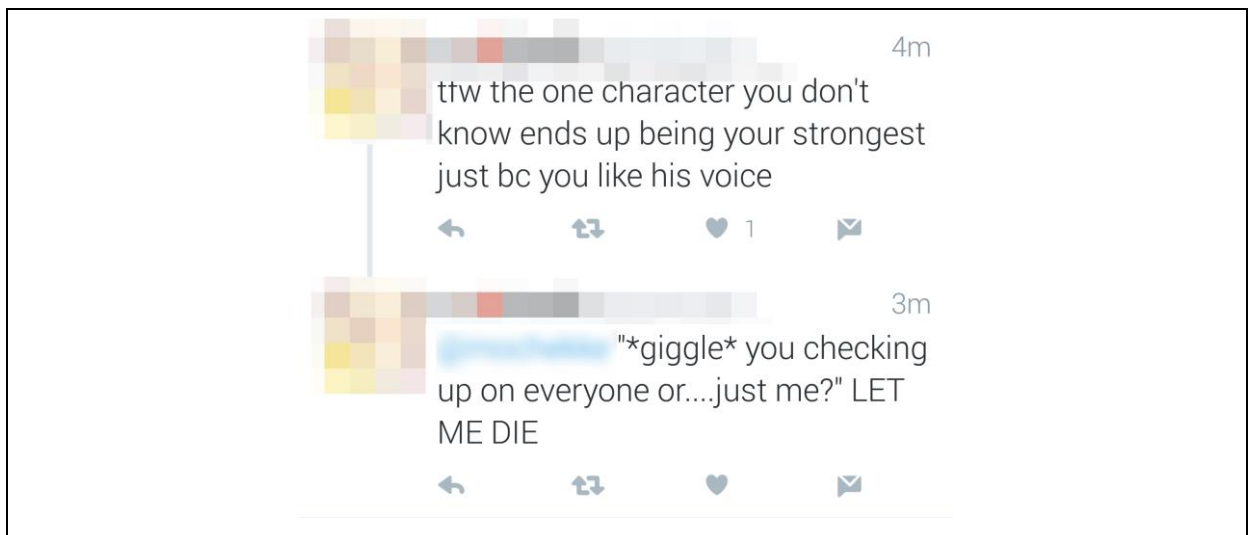 4m
tfw the one character you don't
know ends up being your strongest
just bc you like his voice
1
3m
"*giggle* you checking
up on everyone or....just me?" LET
ME DIE